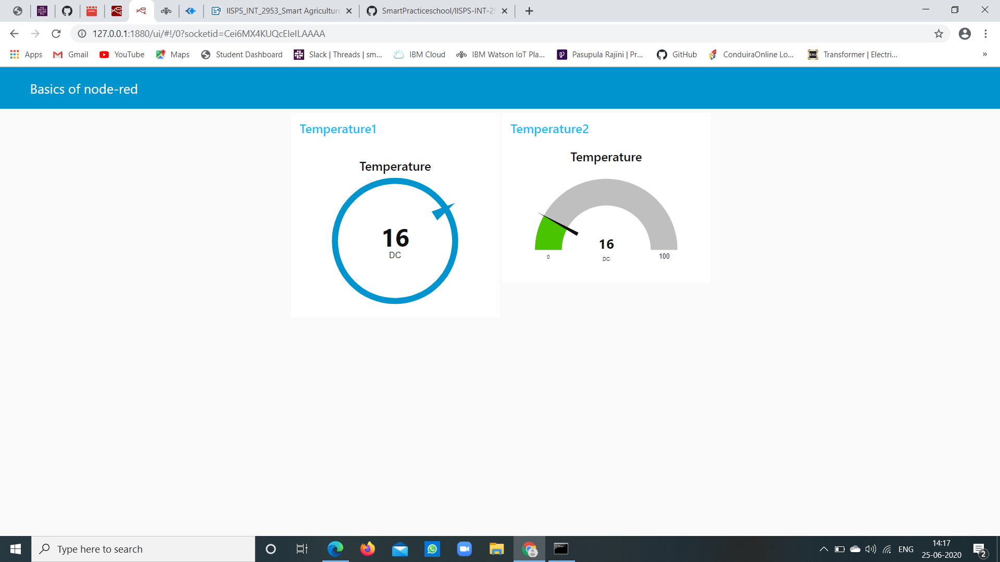 IISPS_INT_2953_Smart Agriculture
SmartPracticeschool/IISPS-INT-29
127.0.0.1:1880/ui/#!/0?socketid=Cei6MX4KUQcEIeILAAAA
Apps Gmail YouTube Maps Student Dashboard Slack | Threads | sm... IBM Cloud IBM Watson IoT Pla... Pasupula Rajini | Pr... GitHub ConduiraOnline Lo... E4U Transformer | Electri... »
Basics of node-red
Temperature1
Temperature
16
DC
Temperature2
Temperature
16
0 DC 100
Type here to search
ENG
14:17
25-06-2020
2